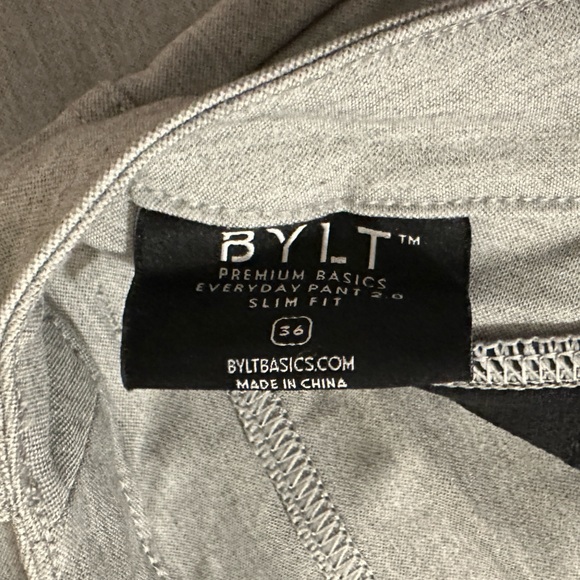 BYLT™
PREMIUM BASICS
EVERYDAY PANT 2.0
SLIM FIT
36
BYLTBASICS.COM
MADE IN CHINA